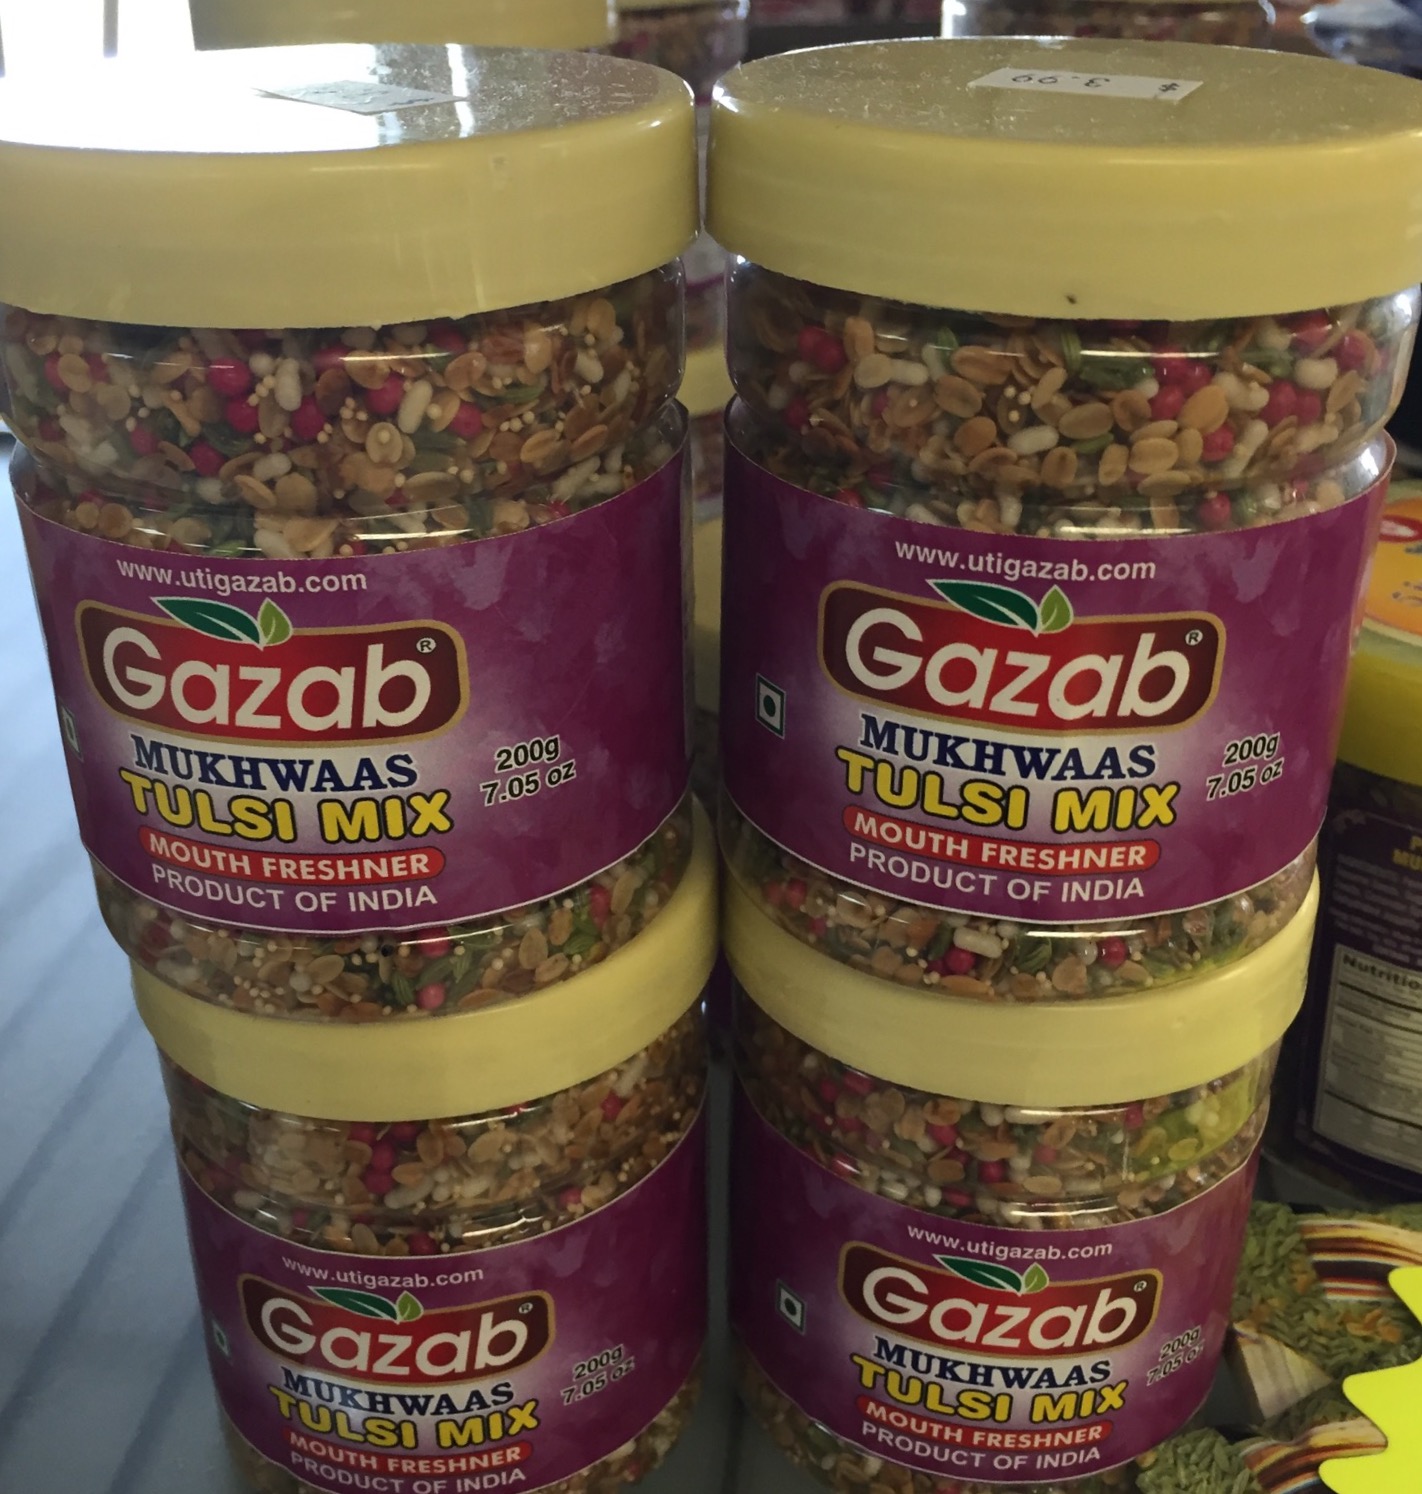 $ 3.99
www.utigazab.com
Gazab®
MUKHWAAS
TULSI MIX
200g
7.05 oz
MOUTH FRESHNER
PRODUCT OF INDIA
www.utigazab.com
Gazab®
MUKHWAAS
TULSI MIX
200g
7.05 oz
MOUTH FRESHNER
PRODUCT OF INDIA
www.utigazab.com
Gazab®
MUKHWAAS
TULSI MIX
200g
7.05 oz
MOUTH FRESHNER
PRODUCT OF INDIA
www.utigazab.com
Gazab®
MUKHWAAS
TULSI MIX
200g
7.05 oz
MOUTH FRESHNER
PRODUCT OF INDIA